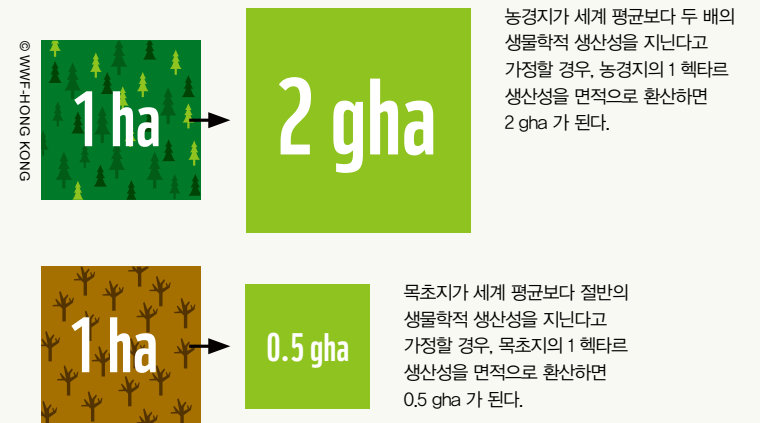 © WWF-HONG KONG
1 ha
2 gha
농경지가 세계 평균보다 두 배의
생물학적 생산성을 지닌다고
가정할 경우, 농경지의 1 헥타르
생산성을 면적으로 환산하면
2 gha 가 된다.
1 ha
0.5 gha
목초지가 세계 평균보다 절반의
생물학적 생산성을 지닌다고
가정할 경우, 목초지의 1 헥타르
생산성을 면적으로 환산하면
0.5 gha 가 된다.